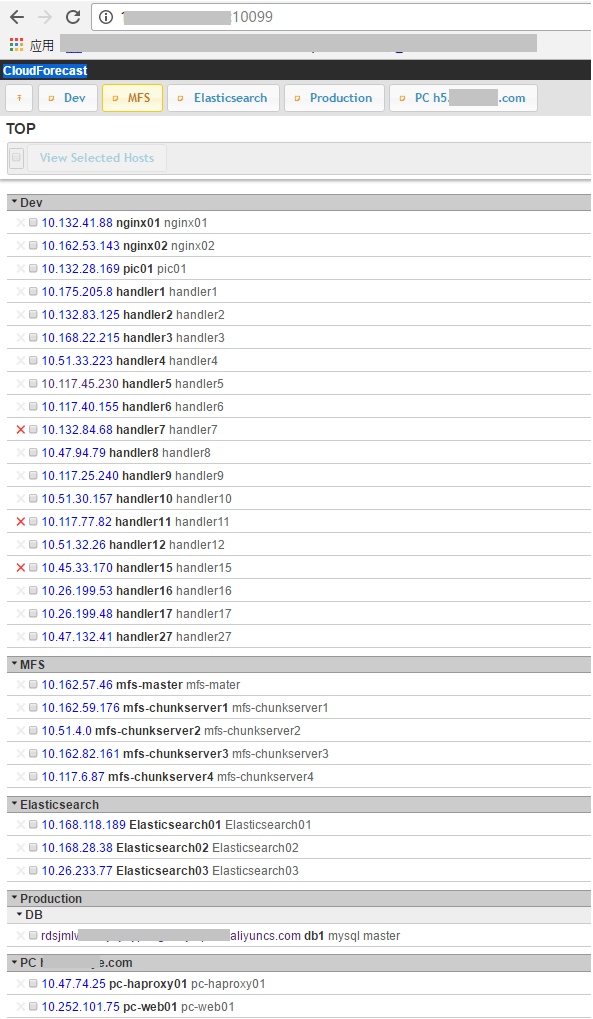 10099
应用
CloudForecast
Dev MFS Elasticsearch Production PC h5. .com
TOP
View Selected Hosts
Dev
10.132.41.88 nginx01 nginx01
10.162.53.143 nginx02 nginx02
10.132.28.169 pic01 pic01
10.175.205.8 handler1 handler1
10.132.83.125 handler2 handler2
10.168.22.215 handler3 handler3
10.51.33.223 handler4 handler4
10.117.45.230 handler5 handler5
10.117.40.155 handler6 handler6
10.132.84.68 handler7 handler7
10.47.94.79 handler8 handler8
10.117.25.240 handler9 handler9
10.51.30.157 handler10 handler10
10.117.77.82 handler11 handler11
10.51.32.26 handler12 handler12
10.45.33.170 handler15 handler15
10.26.199.53 handler16 handler16
10.26.199.48 handler17 handler17
10.47.132.41 handler27 handler27
MFS
10.162.57.46 mfs-master mfs-mater
10.162.59.176 mfs-chunkserver1 mfs-chunkserver1
10.51.4.0 mfs-chunkserver2 mfs-chunkserver2
10.162.82.161 mfs-chunkserver3 mfs-chunkserver3
10.117.6.87 mfs-chunkserver4 mfs-chunkserver4
Elasticsearch
10.168.118.189 Elasticsearch01 Elasticsearch01
10.168.28.38 Elasticsearch02 Elasticsearch02
10.26.233.77 Elasticsearch03 Elasticsearch03
Production
DB
aliyuncs.com db1 mysql master
PC h .com
10.47.74.25 pc-haproxy01 pc-haproxy01
10.252.101.75 pc-web01 pc-web01